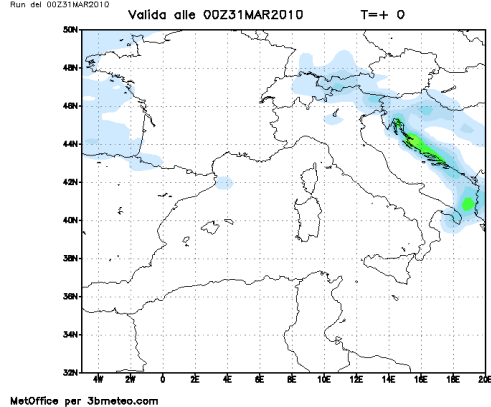 Run del 00Z31MAR2010
Valida alle 00Z31MAR2010 T=+ 0
50N
48N
46N
44N
42N
40N
38N
36N
34N
32N
4W 2W 0 2E 4E 6E 8E 10E 12E 14E 16E 18E 20E
MetOffice per 3bmeteo.com